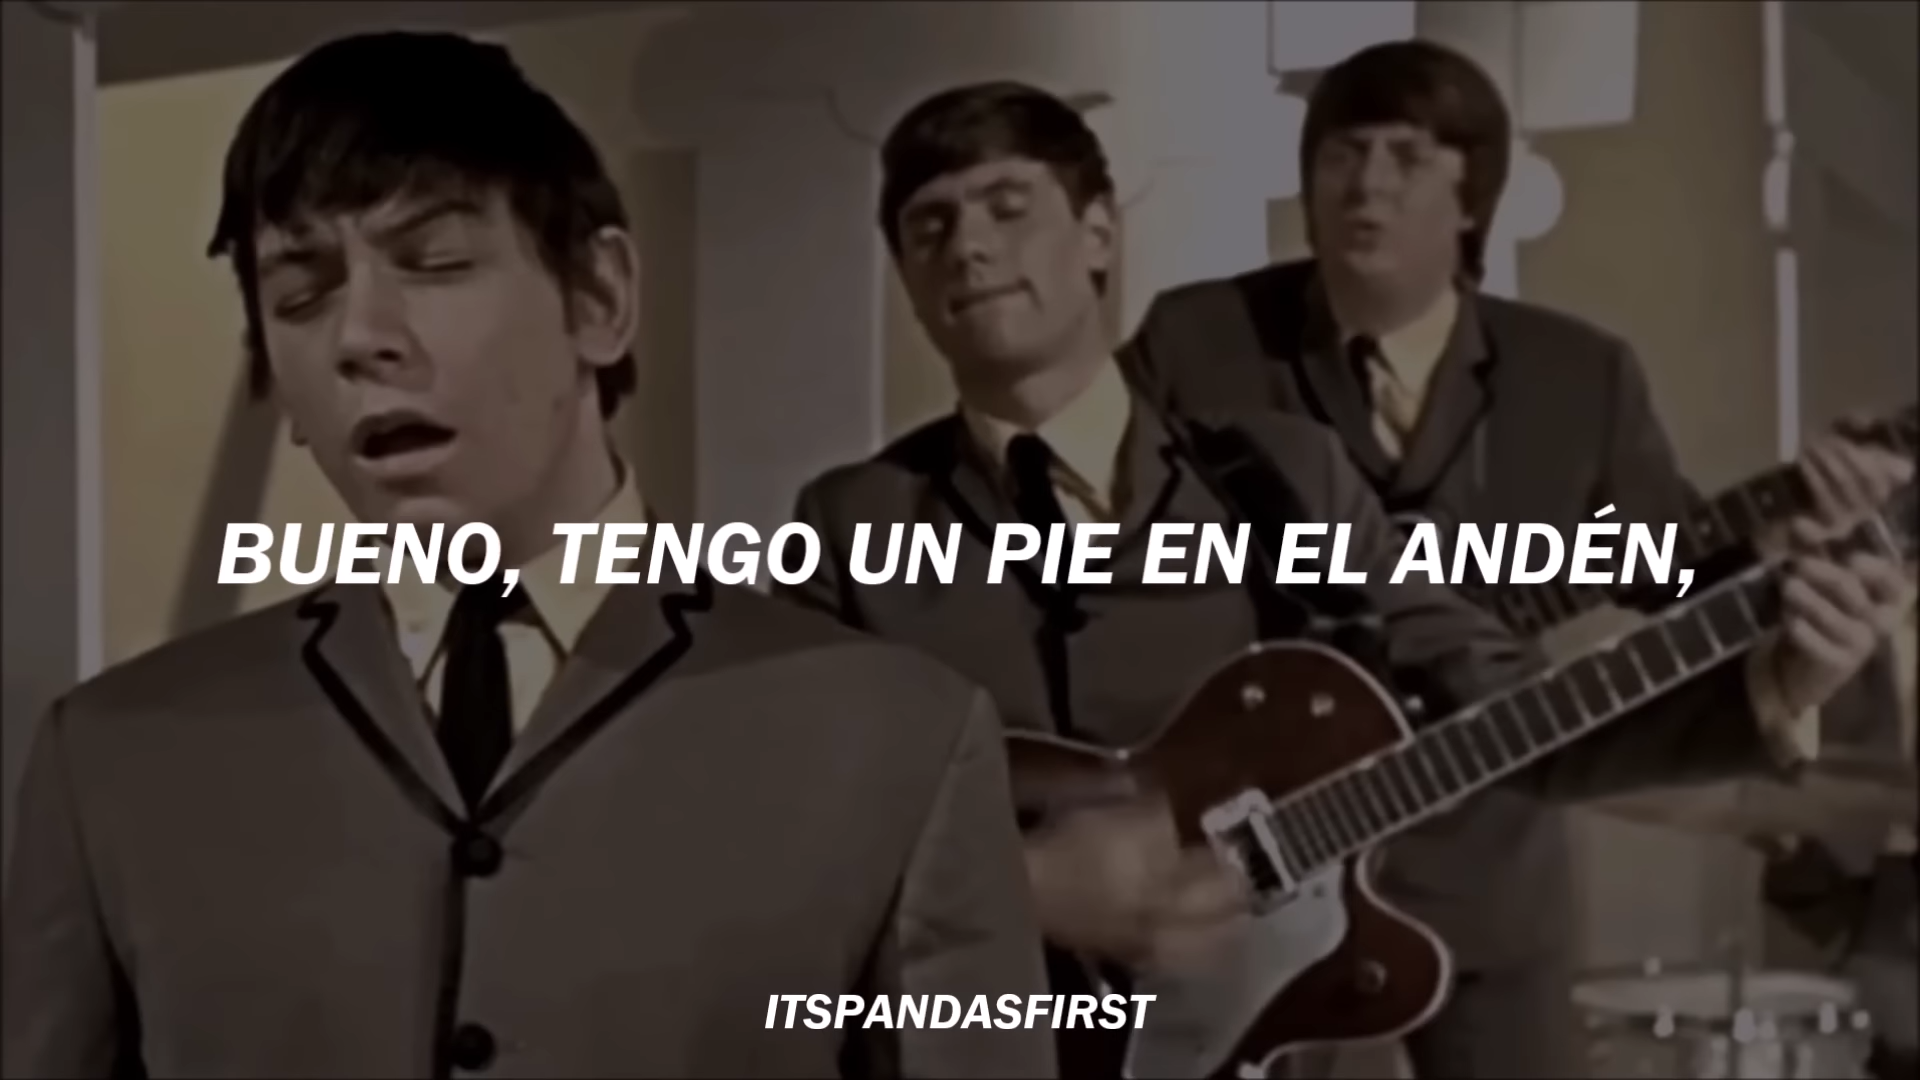 BUENO, TENGO UN PIE EN EL ANDÉN,
ITSPANDASFIRST